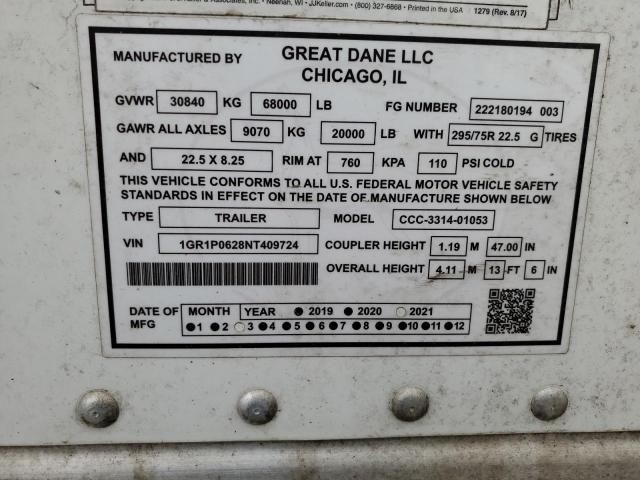 & Associates, Inc. • Neenah, WI • JJKeller.com • (800) 327-6868 • Printed in the USA 1279 (Rev. 8/17)
MANUFACTURED BY GREAT DANE LLC
CHICAGO, IL
GVWR 30840 KG 68000 LB FG NUMBER 222180194 003
GAWR ALL AXLES 9070 KG 20000 LB WITH 295/75R 22.5 G TIRES
AND 22.5 X 8.25 RIM AT 760 KPA 110 PSI COLD
THIS VEHICLE CONFORMS TO ALL U.S. FEDERAL MOTOR VEHICLE SAFETY
STANDARDS IN EFFECT ON THE DATE OF MANUFACTURE SHOWN BELOW
TYPE TRAILER MODEL CCC-3314-01053
VIN 1GR1P0628NT409724 COUPLER HEIGHT 1.19 M 47.00 IN
OVERALL HEIGHT 4.11 M 13 FT 6 IN
DATE OF MFG MONTH YEAR 2019 2020 2021
1 2 3 4 5 6 7 8 9 10 11 12